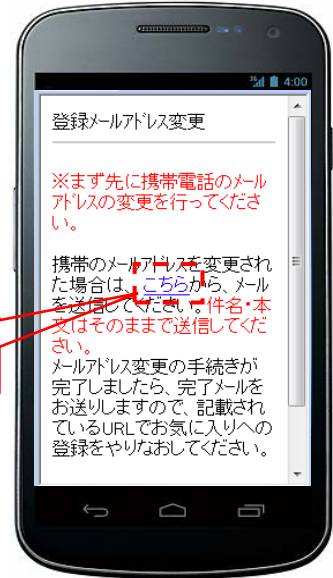 4:00
登録メールアドレス変更
※まず先に携帯電話のメール
アドレスの変更を行ってくださ
い。
携帯のメールアドレスを変更され
た場合は、こちらから、メール
を送信してください。件名・本
文はそのままで送信してくだ
さい。
メールアドレス変更の手続きが
完了しましたら、完了メールを
お送りしますので、記載され
ているURLでお気に入りへの
登録をやりなおしてください。